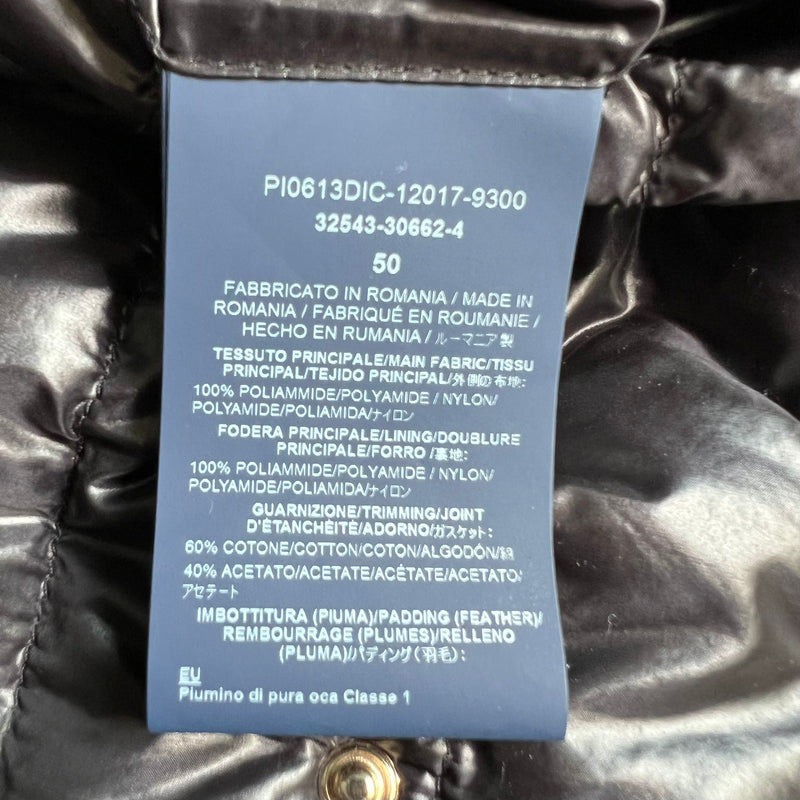 PI0613DIC-12017-9300
32543-30662-4
50
FABBRICATO IN ROMANIA / MADE IN
ROMANIA / FABRIQUÉ EN ROUMANIE /
HECHO EN RUMANIA / ルーマニア製
TESSUTO PRINCIPALE/MAIN FABRIC/TISSU
PRINCIPAL/TEJIDO PRINCIPAL/外側の布地:
100% POLIAMMIDE/POLYAMIDE / NYLON/
POLYAMIDE/POLIAMIDA/ナイロン
FODERA PRINCIPALE/LINING/DOUBLURE
PRINCIPALE/FORRO /裏地:
100% POLIAMMIDE/POLYAMIDE / NYLON/
POLYAMIDE/POLIAMIDA/ナイロン
GUARNIZIONE/TRIMMING/JOINT
D'ÉTANCHÉITÉ/ADORNO/ガスケット:
60% COTONE/COTTON/COTON/ALGODÓN/綿
40% ACETATO/ACETATE/ACÉTATE/ACETATO/
アセテート
IMBOTTITURA (PIUMA)/PADDING (FEATHER)/
REMBOURRAGE (PLUMES)/RELLENO
(PLUMA)/パディング(羽毛):
EU
Piumino di pura oca Classe 1